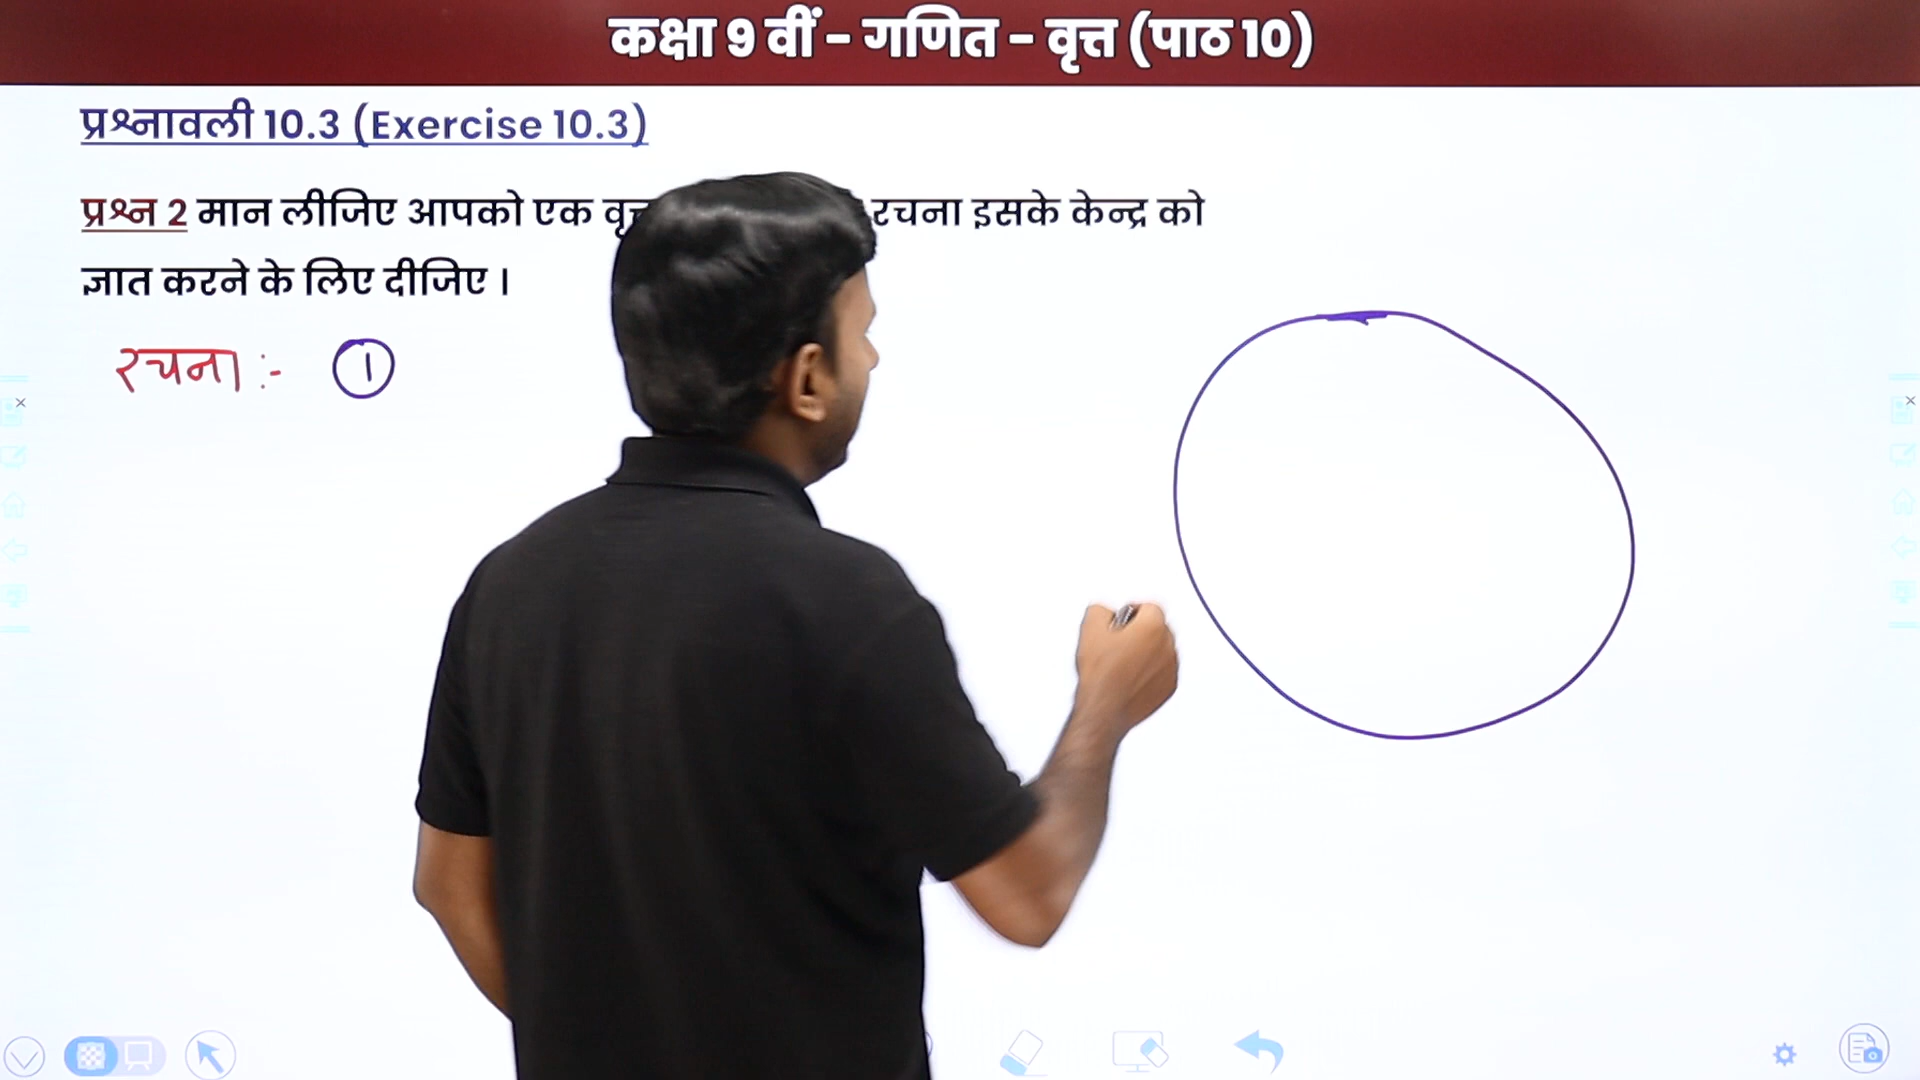 कक्षा 9 वीं - गणित - वृत्त (पाठ 10)
प्रश्नावली 10.3 (Exercise 10.3)
प्रश्न 2 मान लीजिए आपको एक रचना इसके केन्द्र को
ज्ञात करने के लिए दीजिए ।
रचना :- 1